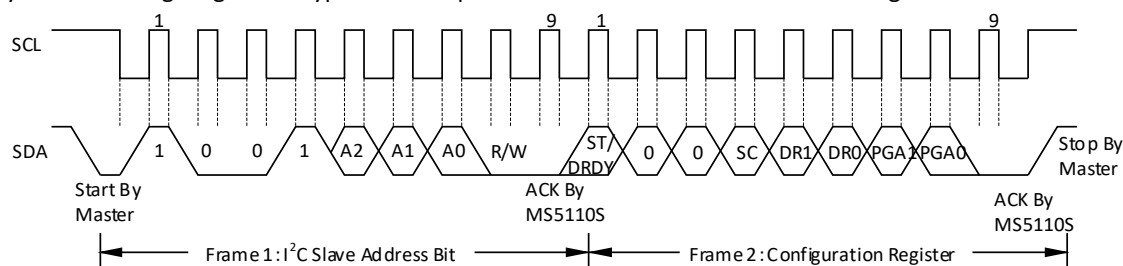 1 9 1 9
SCL
SDA
1 0 0 1 A2 A1 A0 R/W ST/ DRDY 0 0 SC DR1 DR0 PGA1 PGA0
Start By Master
ACK By MS5110S
ACK By MS5110S
Stop By Master
Frame 1: I²C Slave Address Bit
Frame 2: Configuration Register